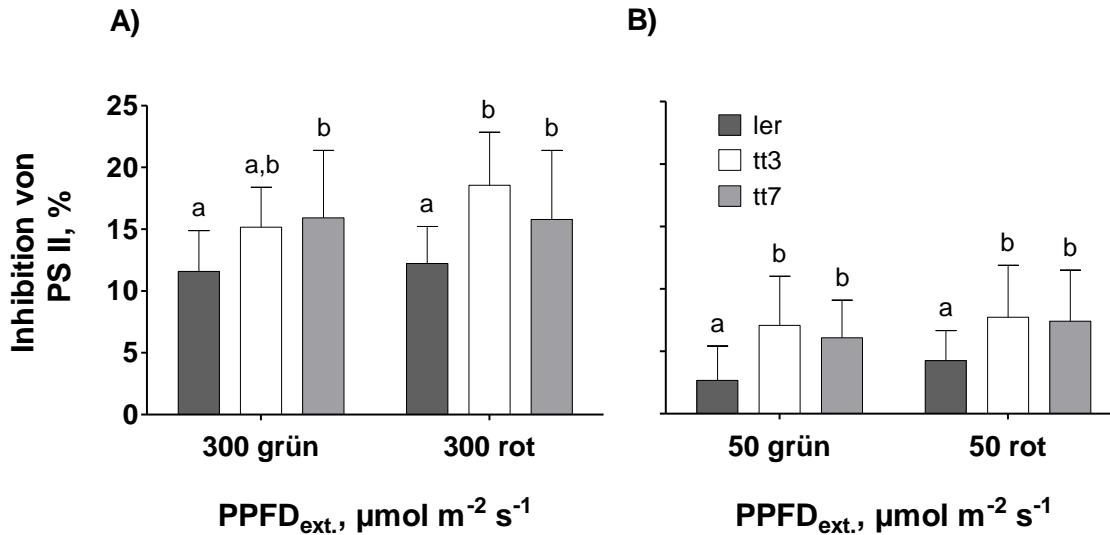 A)
Inhibition von
PS II, %
25
20
15
10
5
0
a
a,b
b
a
b
b
300 grün
300 rot
PPFDext., µmol m-2 s-1
B)
ler
tt3
tt7
a
b
b
a
b
b
50 grün
50 rot
PPFDext., µmol m-2 s-1